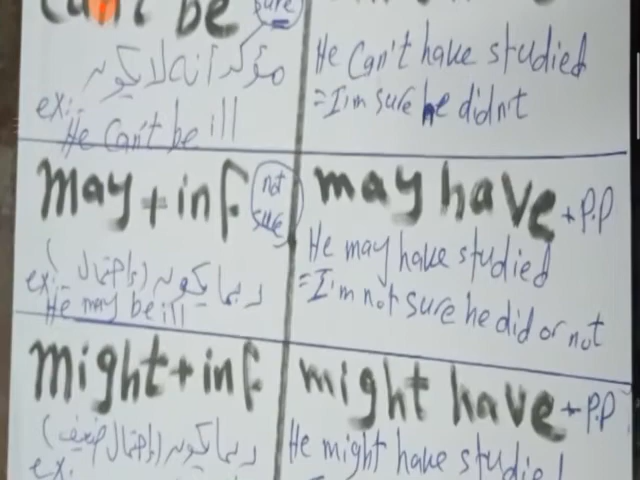 can't be
sure
مؤكد انه لا يكون
ex:-
He Can't be ill
He Can't have studied
=I'm sure he didn't
may + inf
not
sure
ربما يكون (احتمال)
ex:-
He may be ill
may have + P.P
He may have studied
=I'm not sure he did or not
might + inf
ربما يكون (احتمال ضعيف)
ex:
might have + P.P
He might have studied